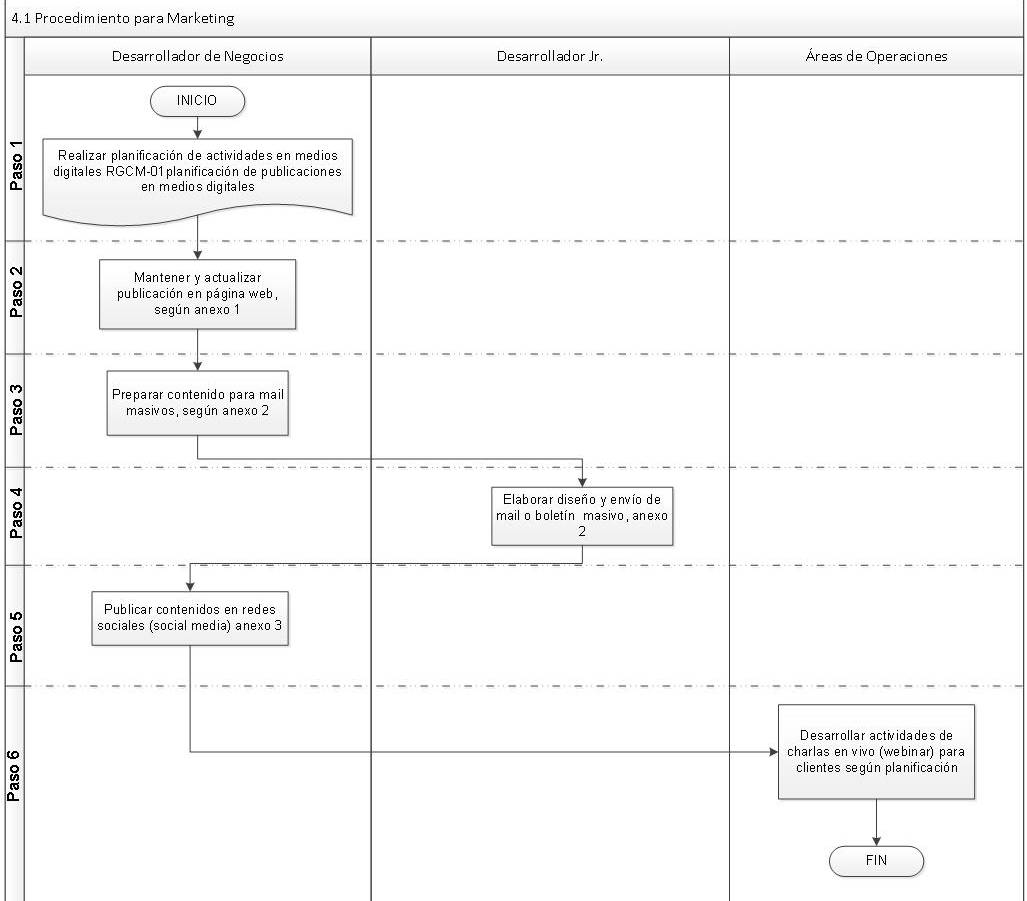 4.1 Procedimiento para Marketing
Desarrollador de Negocios
Desarrollador Jr.
Áreas de Operaciones
Paso 1
INICIO
Realizar planificación de actividades en medios
digitales RGCM-01planificación de publicaciones
en medios digitales
Paso 2
Mantener y actualizar
publicación en página web,
según anexo 1
Paso 3
Preparar contenido para mail
masivos, según anexo 2
Paso 4
Elaborar diseño y envío de
mail o boletín  masivo, anexo
2
Paso 5
Publicar contenidos en redes
sociales (social media) anexo 3
Paso 6
Desarrollar actividades de
charlas en vivo (webinar) para
clientes según planificación
FIN